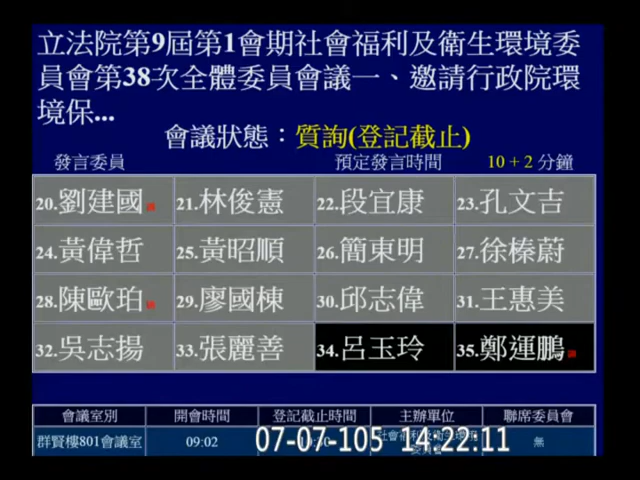 立法院第9屆第1會期社會福利及衛生環境委
員會第38次全體委員會議一、邀請行政院環
境保...
會議狀態：質詢(登記截止)
發言委員 預定發言時間 10 + 2 分鐘
20.劉建國 21.林俊憲 22.段宜康 23.孔文吉
24.黃偉哲 25.黃昭順 26.簡東明 27.徐榛蔚
28.陳歐珀 29.廖國棟 30.邱志偉 31.王惠美
32.吳志揚 33.張麗善 34.呂玉玲 35.鄭運鵬
會議室別 開會時間 登記截止時間 主辦單位 聯席委員會
群賢樓801會議室 09:02 無
07-07-105 14:22:11